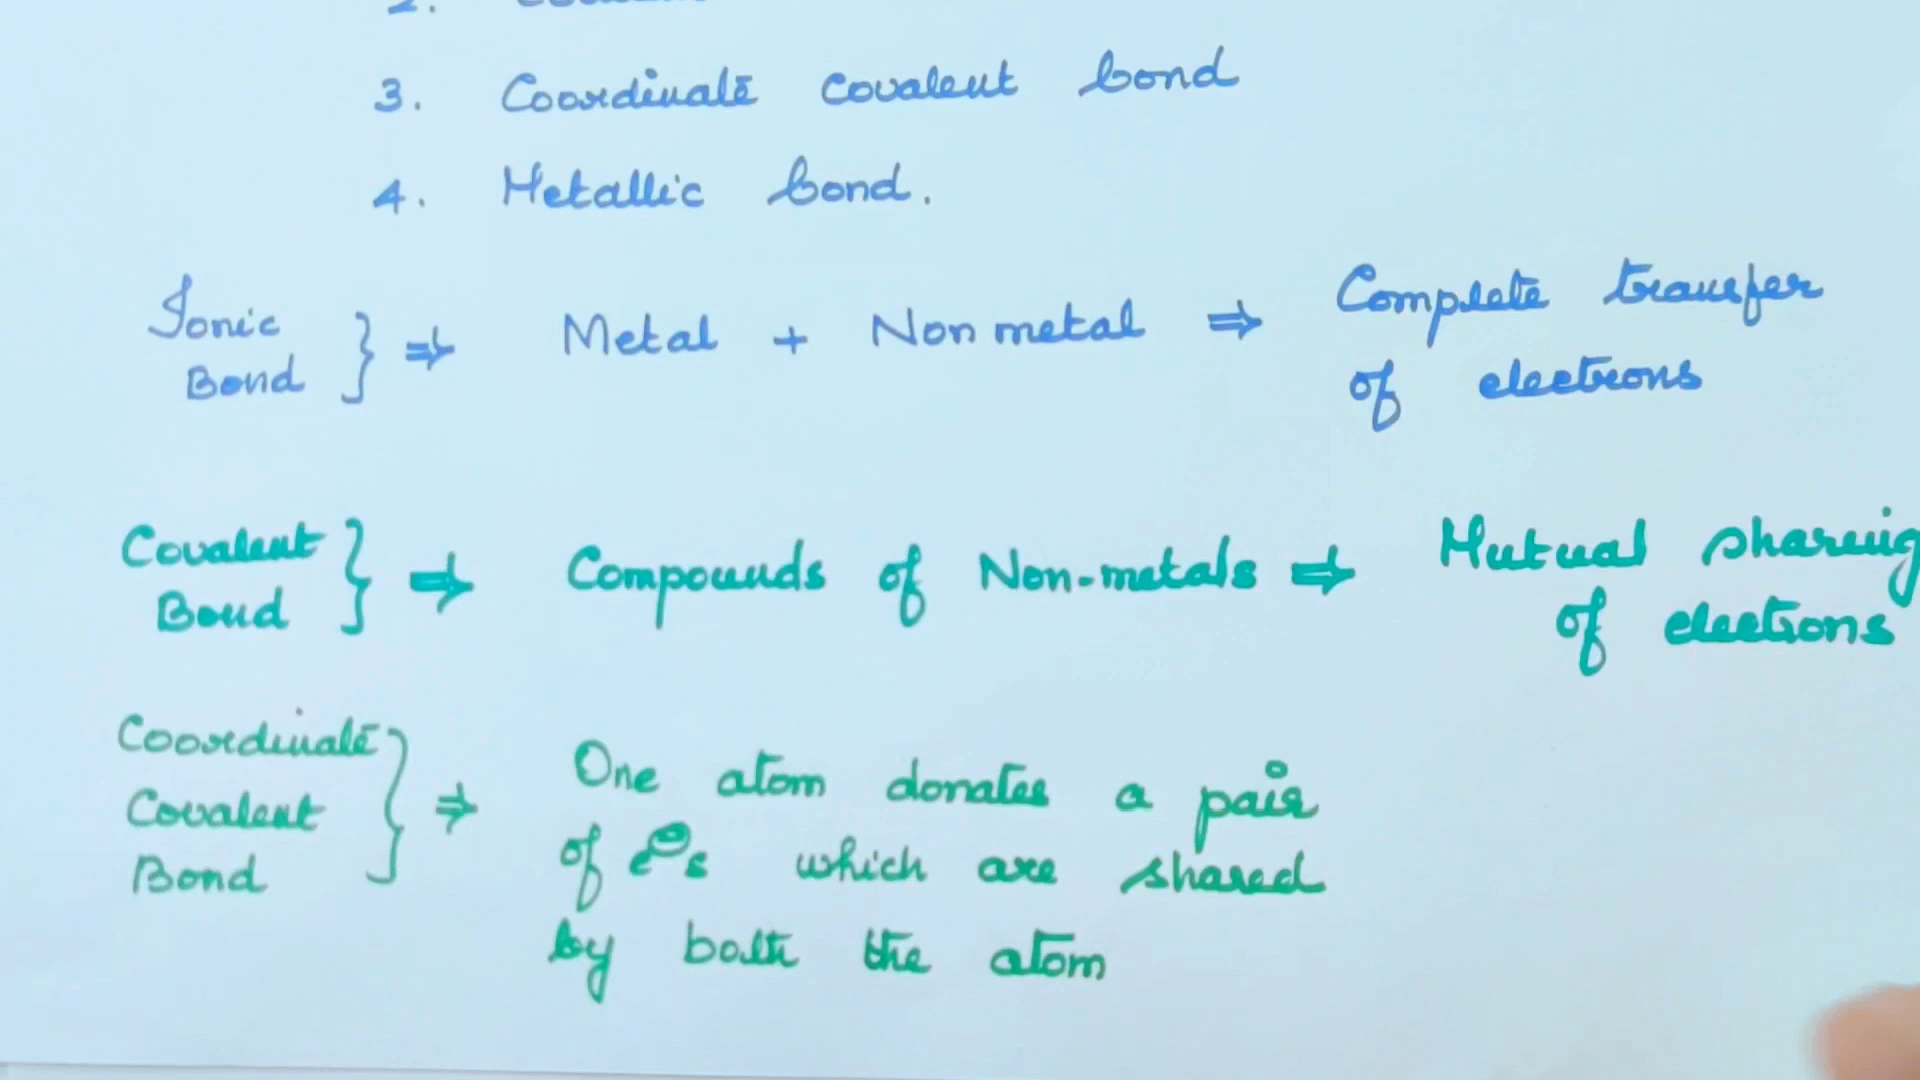 2.
3. Coordinate covalent bond
4. Metallic bond.
Ionic Bond } ⇒ Metal + Non metal ⇒ Complete transfer of electrons
Covalent Bond } ⇒ Compounds of Non-metals ⇒ Mutual sharing of electrons
Coordinate Covalent Bond } ⇒ One atom donates a pair
of e⊖s which are shared
by both the atom